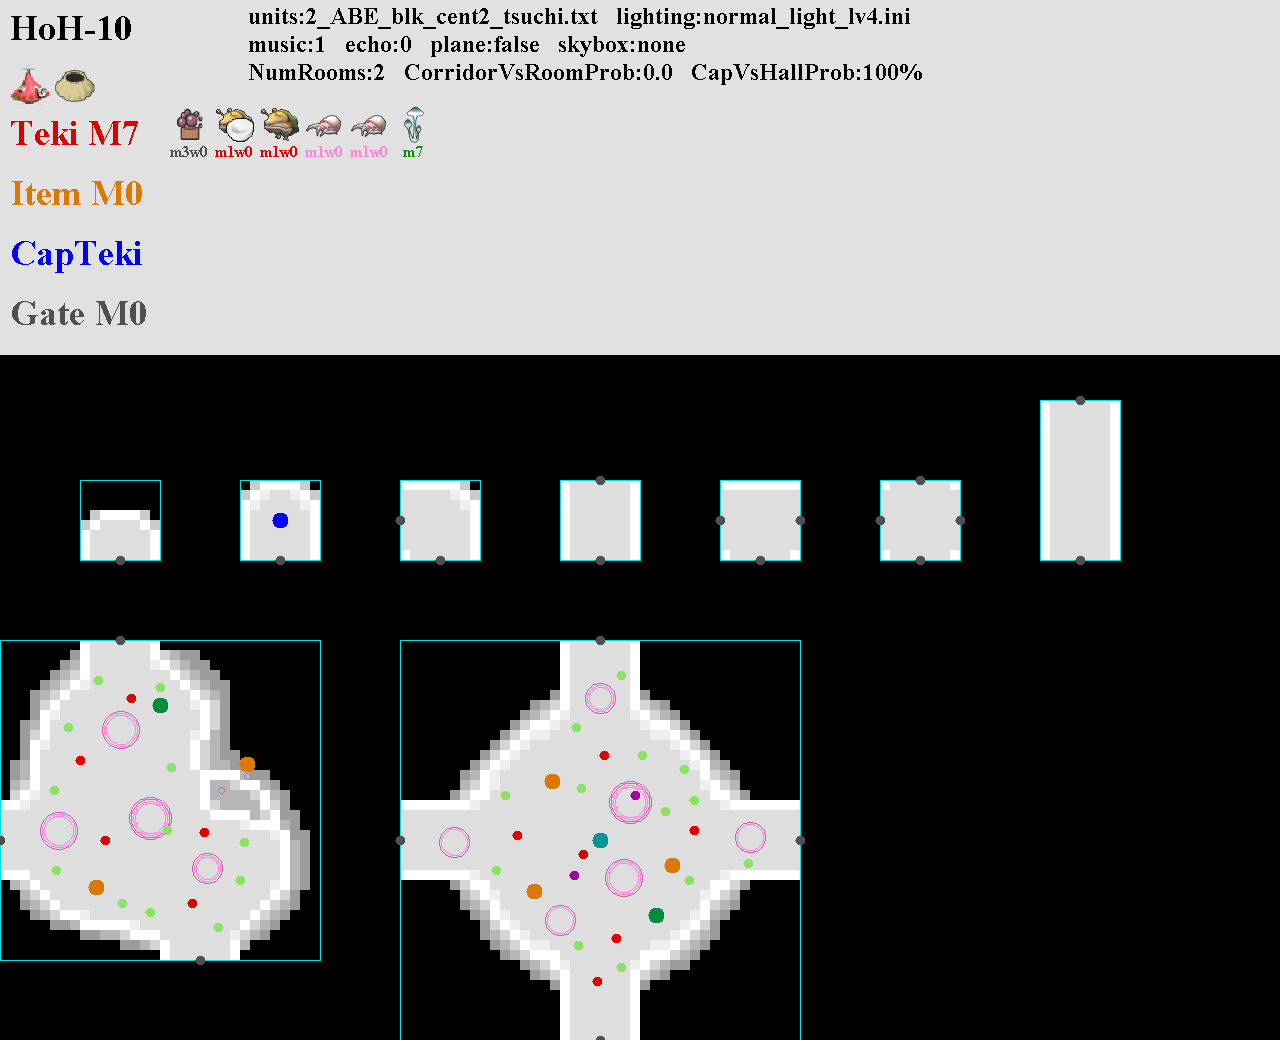 HoH-10
units:2_ABE_blk_cent2_tsuchi.txt lighting:normal_light_lv4.ini
music:1 echo:0 plane:false skybox:none
NumRooms:2 CorridorVsRoomProb:0.0 CapVsHallProb:100%
Teki M7
m3w0 m1w0 m1w0 m1w0 m1w0 m7
Item M0
CapTeki
Gate M0